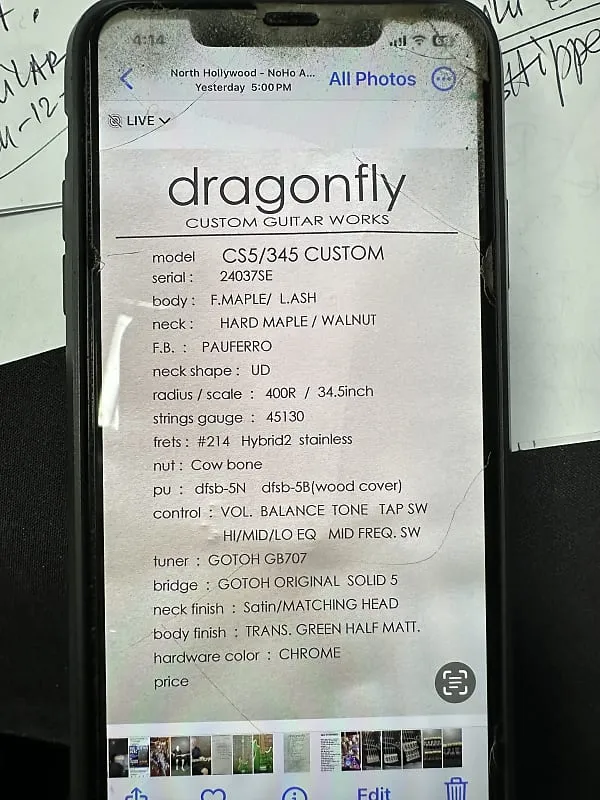 4:14
North Hollywood - NoHo A...
Yesterday 5:00 PM
All Photos
LIVE
dragonfly
CUSTOM GUITAR WORKS
model CS5/345 CUSTOM
serial : 24037SE
body : F.MAPLE/ L.ASH
neck : HARD MAPLE / WALNUT
F.B. : PAUFERRO
neck shape : UD
radius / scale : 400R / 34.5inch
strings gauge : 45130
frets : #214 Hybrid2 stainless
nut : Cow bone
pu : dfsb-5N dfsb-5B(wood cover)
control : VOL. BALANCE TONE TAP SW
HI/MID/LO EQ MID FREQ. SW
tuner : GOTOH GB707
bridge : GOTOH ORIGINAL SOLID 5
neck finish : Satin/MATCHING HEAD
body finish : TRANS. GREEN HALF MATT.
hardware color : CHROME
price
Edit